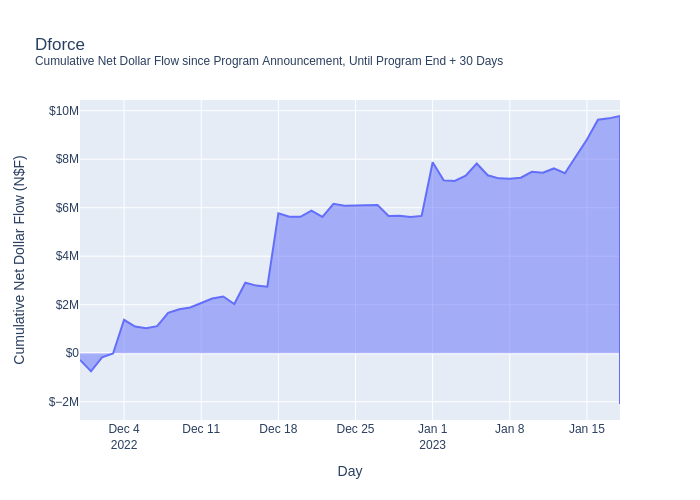 Dforce
Cumulative Net Dollar Flow since Program Announcement, Until Program End + 30 Days
Cumulative Net Dollar Flow (N$F)
$10M
$8M
$6M
$4M
$2M
$0
$−2M
Dec 4
2022
Dec 11
Dec 18
Dec 25
Jan 1
2023
Jan 8
Jan 15
Day